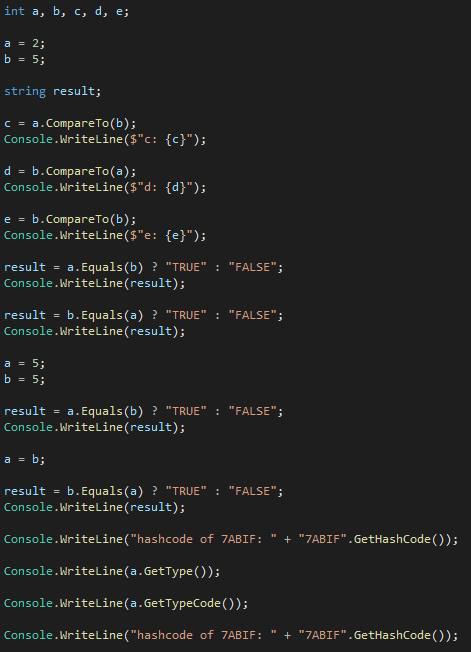 int a, b, c, d, e;
a = 2;
b = 5;
string result;
c = a.CompareTo(b);
Console.WriteLine($"c: {c}");
d = b.CompareTo(a);
Console.WriteLine($"d: {d}");
e = b.CompareTo(b);
Console.WriteLine($"e: {e}");
result = a.Equals(b) ? "TRUE" : "FALSE";
Console.WriteLine(result);
result = b.Equals(a) ? "TRUE" : "FALSE";
Console.WriteLine(result);
a = 5;
b = 5;
result = a.Equals(b) ? "TRUE" : "FALSE";
Console.WriteLine(result);
a = b;
result = b.Equals(a) ? "TRUE" : "FALSE";
Console.WriteLine(result);
Console.WriteLine("hashcode of 7ABIF: " + "7ABIF".GetHashCode());
Console.WriteLine(a.GetType());
Console.WriteLine(a.GetTypeCode());
Console.WriteLine("hashcode of 7ABIF: " + "7ABIF".GetHashCode());